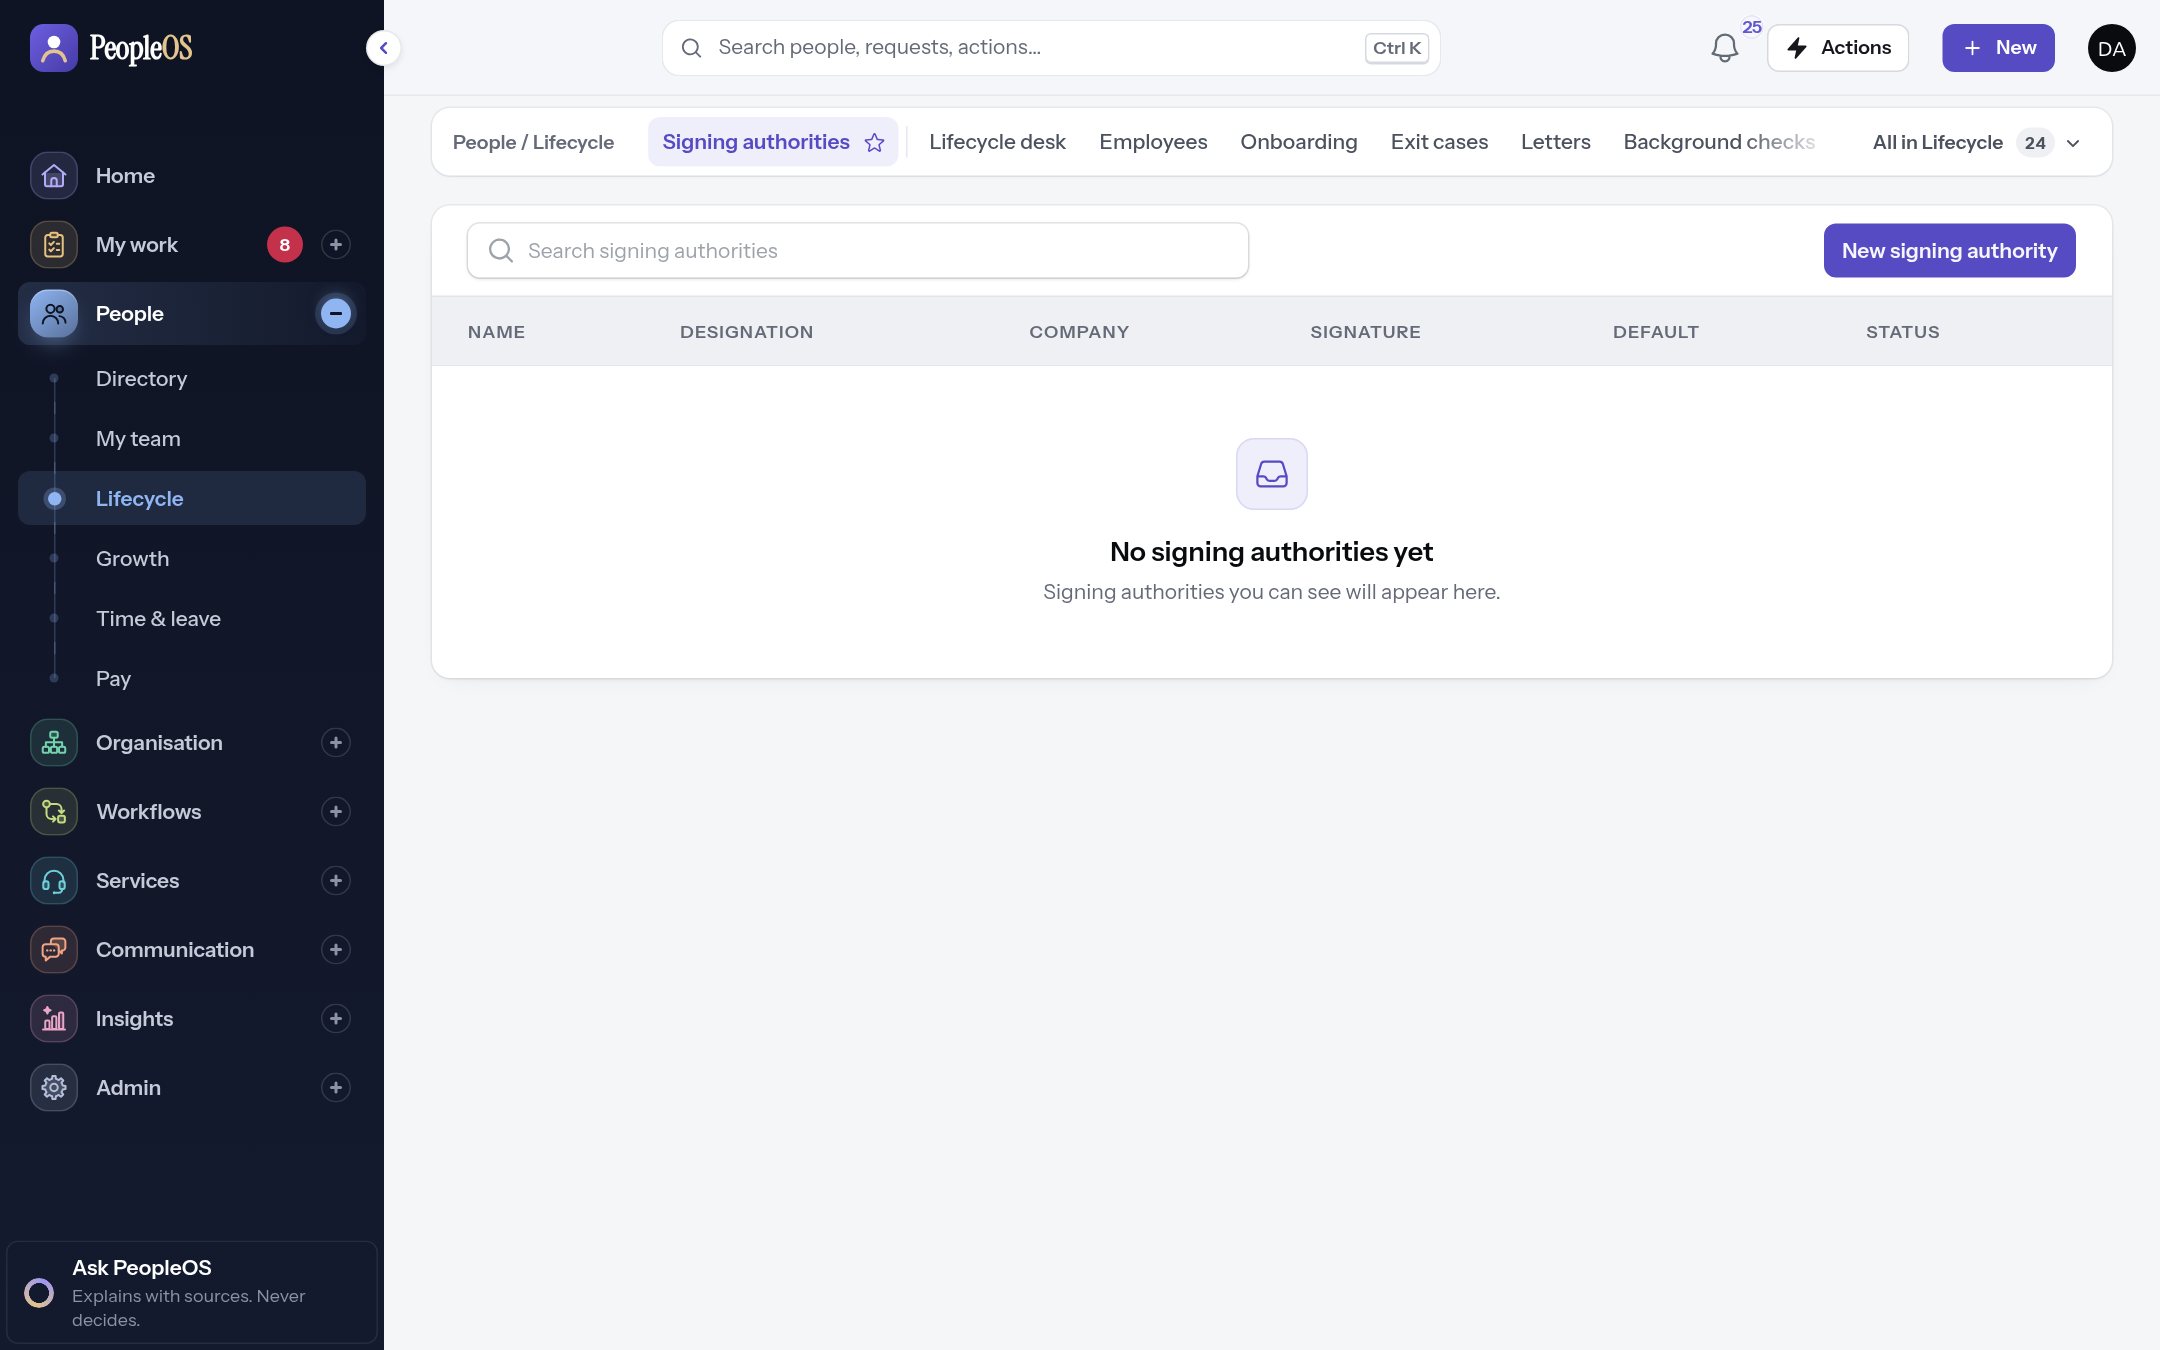 PeopleOS
Search people, requests, actions...
Ctrl K
25
Actions
New
DA
Home
My work
8
People
Directory
My team
Lifecycle
Growth
Time & leave
Pay
Organisation
Workflows
Services
Communication
Insights
Admin
Ask PeopleOS
Explains with sources. Never
decides.
People / Lifecycle
Signing authorities
Lifecycle desk
Employees
Onboarding
Exit cases
Letters
Background checks
All in Lifecycle
24
Search signing authorities
New signing authority
NAME
DESIGNATION
COMPANY
SIGNATURE
DEFAULT
STATUS
No signing authorities yet
Signing authorities you can see will appear here.